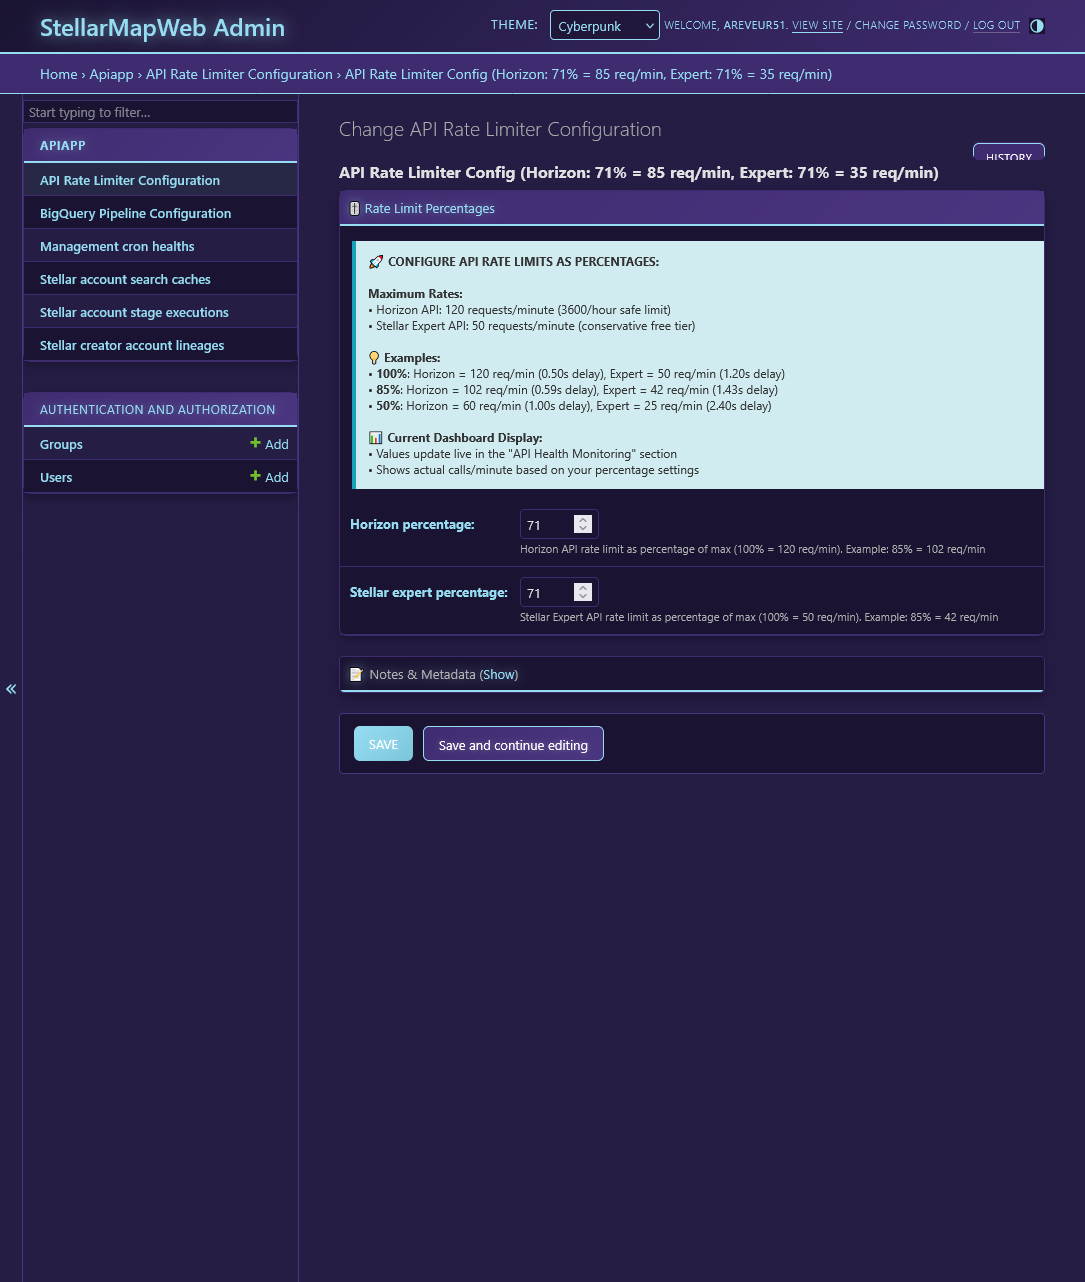 StellarMapWeb Admin
THEME: Cyberpunk WELCOME, AREVEUR51. VIEW SITE / CHANGE PASSWORD / LOG OUT
Home › Apiapp › API Rate Limiter Configuration › API Rate Limiter Config (Horizon: 71% = 85 req/min, Expert: 71% = 35 req/min)
Start typing to filter...
APIAPP
API Rate Limiter Configuration
BigQuery Pipeline Configuration
Management cron healths
Stellar account search caches
Stellar account stage executions
Stellar creator account lineages
AUTHENTICATION AND AUTHORIZATION
Groups Add
Users Add
«
Change API Rate Limiter Configuration
HISTORY
API Rate Limiter Config (Horizon: 71% = 85 req/min, Expert: 71% = 35 req/min)
Rate Limit Percentages
🚀 CONFIGURE API RATE LIMITS AS PERCENTAGES:
Maximum Rates:
• Horizon API: 120 requests/minute (3600/hour safe limit)
• Stellar Expert API: 50 requests/minute (conservative free tier)
💡 Examples:
• 100%: Horizon = 120 req/min (0.50s delay), Expert = 50 req/min (1.20s delay)
• 85%: Horizon = 102 req/min (0.59s delay), Expert = 42 req/min (1.43s delay)
• 50%: Horizon = 60 req/min (1.00s delay), Expert = 25 req/min (2.40s delay)
📊 Current Dashboard Display:
• Values update live in the "API Health Monitoring" section
• Shows actual calls/minute based on your percentage settings
Horizon percentage: 71
Horizon API rate limit as percentage of max (100% = 120 req/min). Example: 85% = 102 req/min
Stellar expert percentage: 71
Stellar Expert API rate limit as percentage of max (100% = 50 req/min). Example: 85% = 42 req/min
📝 Notes & Metadata (Show)
SAVE
Save and continue editing